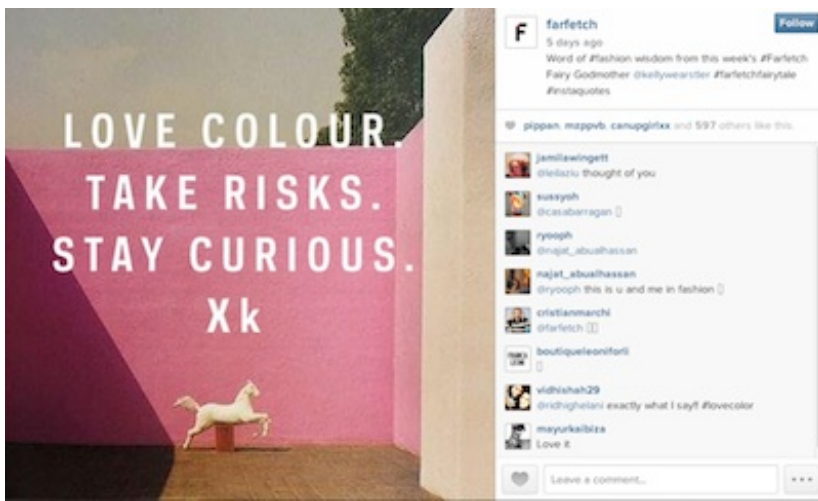 LOVE COLOUR.
TAKE RISKS.
STAY CURIOUS.
Xk
F
farfetch
Follow
5 days ago
Word of #fashion wisdom from this week's #Farfetch
Fairy Godmother @kellywearstler #farfetchfairytale
#instaquotes
pippan, mzppvb, canupgirlxx and 597 others like this.
jamilawingett
@leilaziu thought of you
sussyoh
@casabarragan
ryooph
@najat_abualhassan
najat_abualhassan
@ryooph this is u and me in fashion
cristianmarchi
@farfetch
boutiqueleoniforli
vidhishah29
@ridhighelani exactly what I say!! #lovecolor
mayurkaibiza
Love it
Leave a comment...